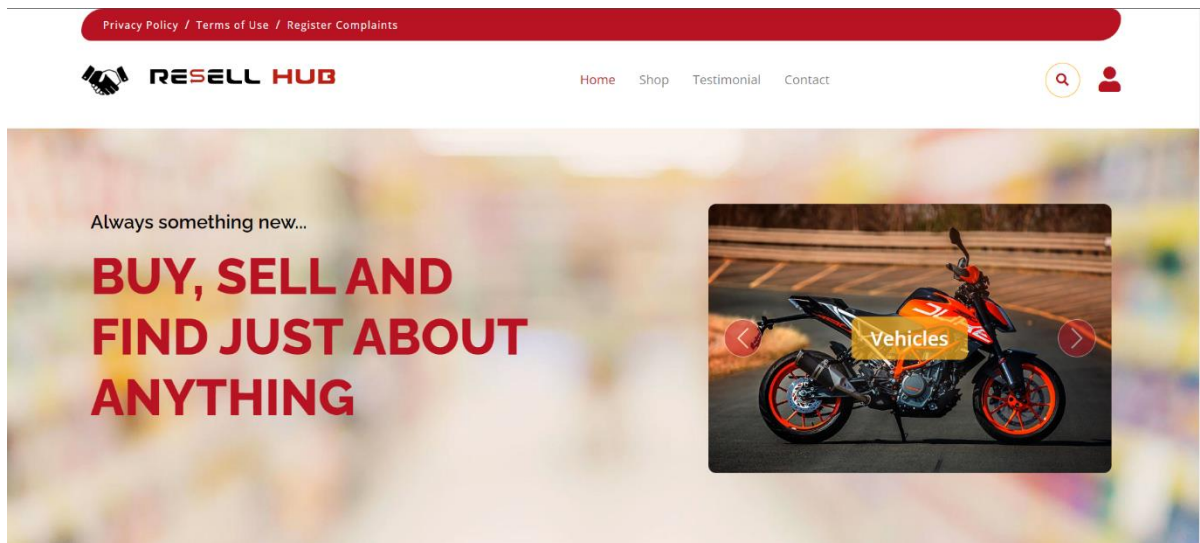 Privacy Policy / Terms of Use / Register Complaints
RESELL HUB
Home Shop Testimonial Contact
Always something new...
BUY, SELL AND
FIND JUST ABOUT
ANYTHING
DUKE
Vehicles